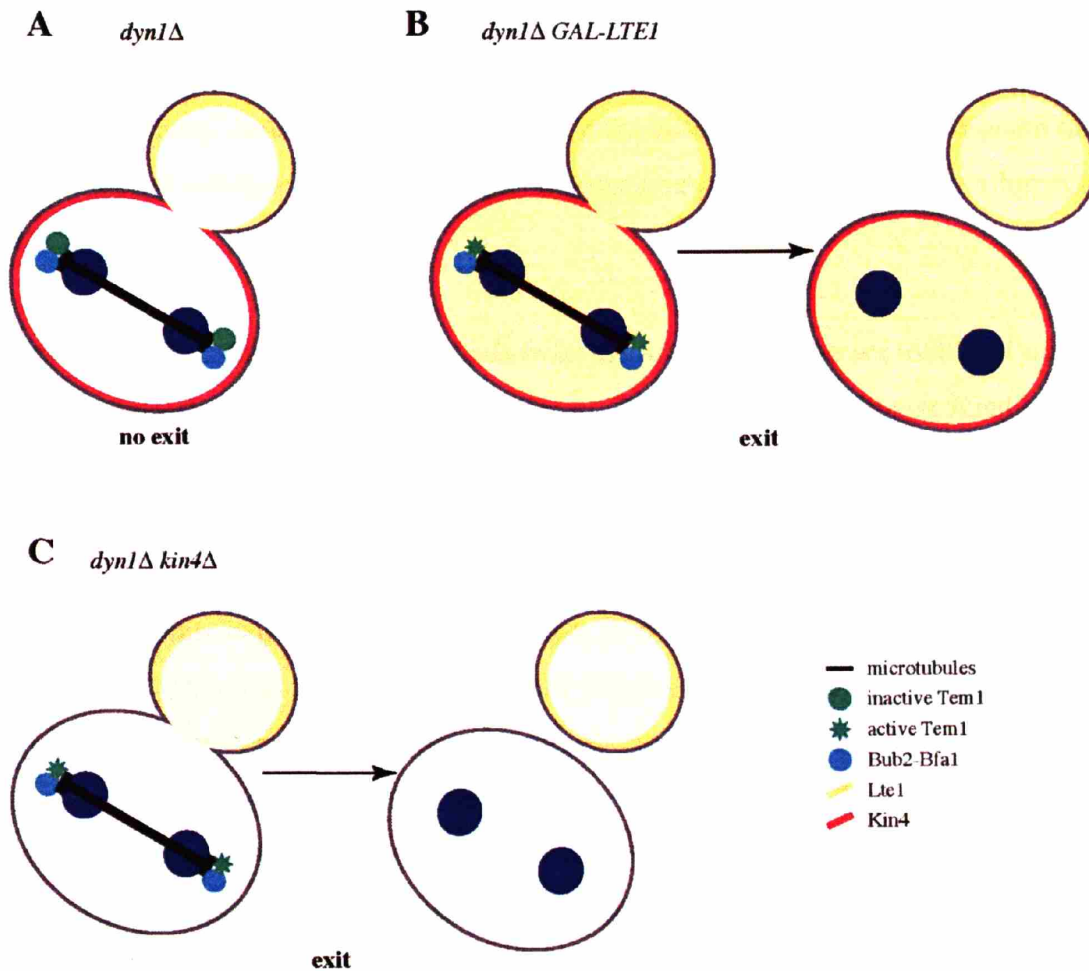 A dyn1Δ
B dyn1Δ GAL-LTE1
no exit
exit
C dyn1Δ kin4Δ
exit
microtubules
inactive Tem1
active Tem1
Bub2-Bfa1
Lte1
Kin4